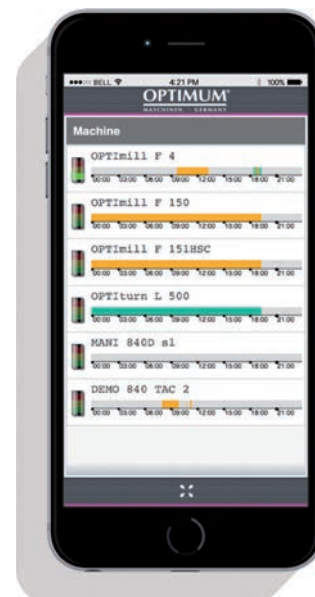 BELL 4:21 PM 100%
OPTIMUM®
MASCHINEN - GERMANY
Machine
OPTImill F 4
00:00 03:00 06:00 09:00 12:00 15:00 18:00 21:00
OPTImill F 150
00:00 03:00 06:00 09:00 12:00 15:00 18:00 21:00
OPTImill F 151HSC
00:00 03:00 06:00 09:00 12:00 15:00 18:00 21:00
OPTIturn L 500
00:00 03:00 06:00 09:00 12:00 15:00 18:00 21:00
MANI 840D sl
00:00 03:00 06:00 09:00 12:00 15:00 18:00 21:00
DEMO 840 TAC 2
00:00 03:00 06:00 09:00 12:00 15:00 18:00 21:00